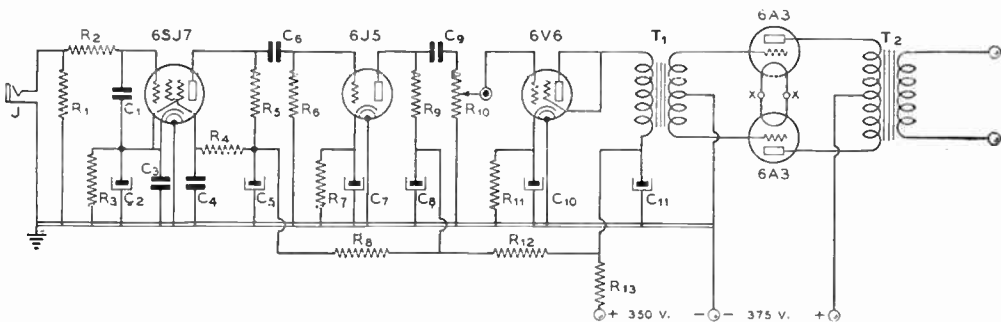 6SJ7
6J5
6V6
6A3
R2
C6
C9
T1
T2
J
R1
C1
R5
R6
R9
R10
X
X
R4
6A3
R3
C3
C2
C4
C5
R7
C7
C8
R11
C10
C11
R8
R12
R13
+ 350 V. -
- 375 V. +